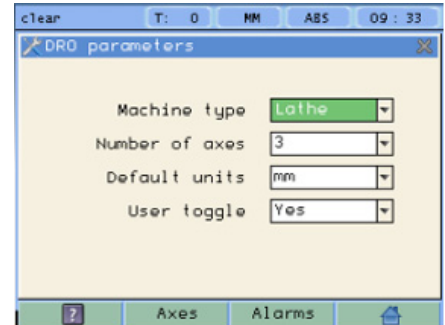 clear T: 0 MM ABS 09 : 33
DRO parameters
Machine type Lathe
Number of axes 3
Default units mm
User toggle Yes
? Axes Alarms